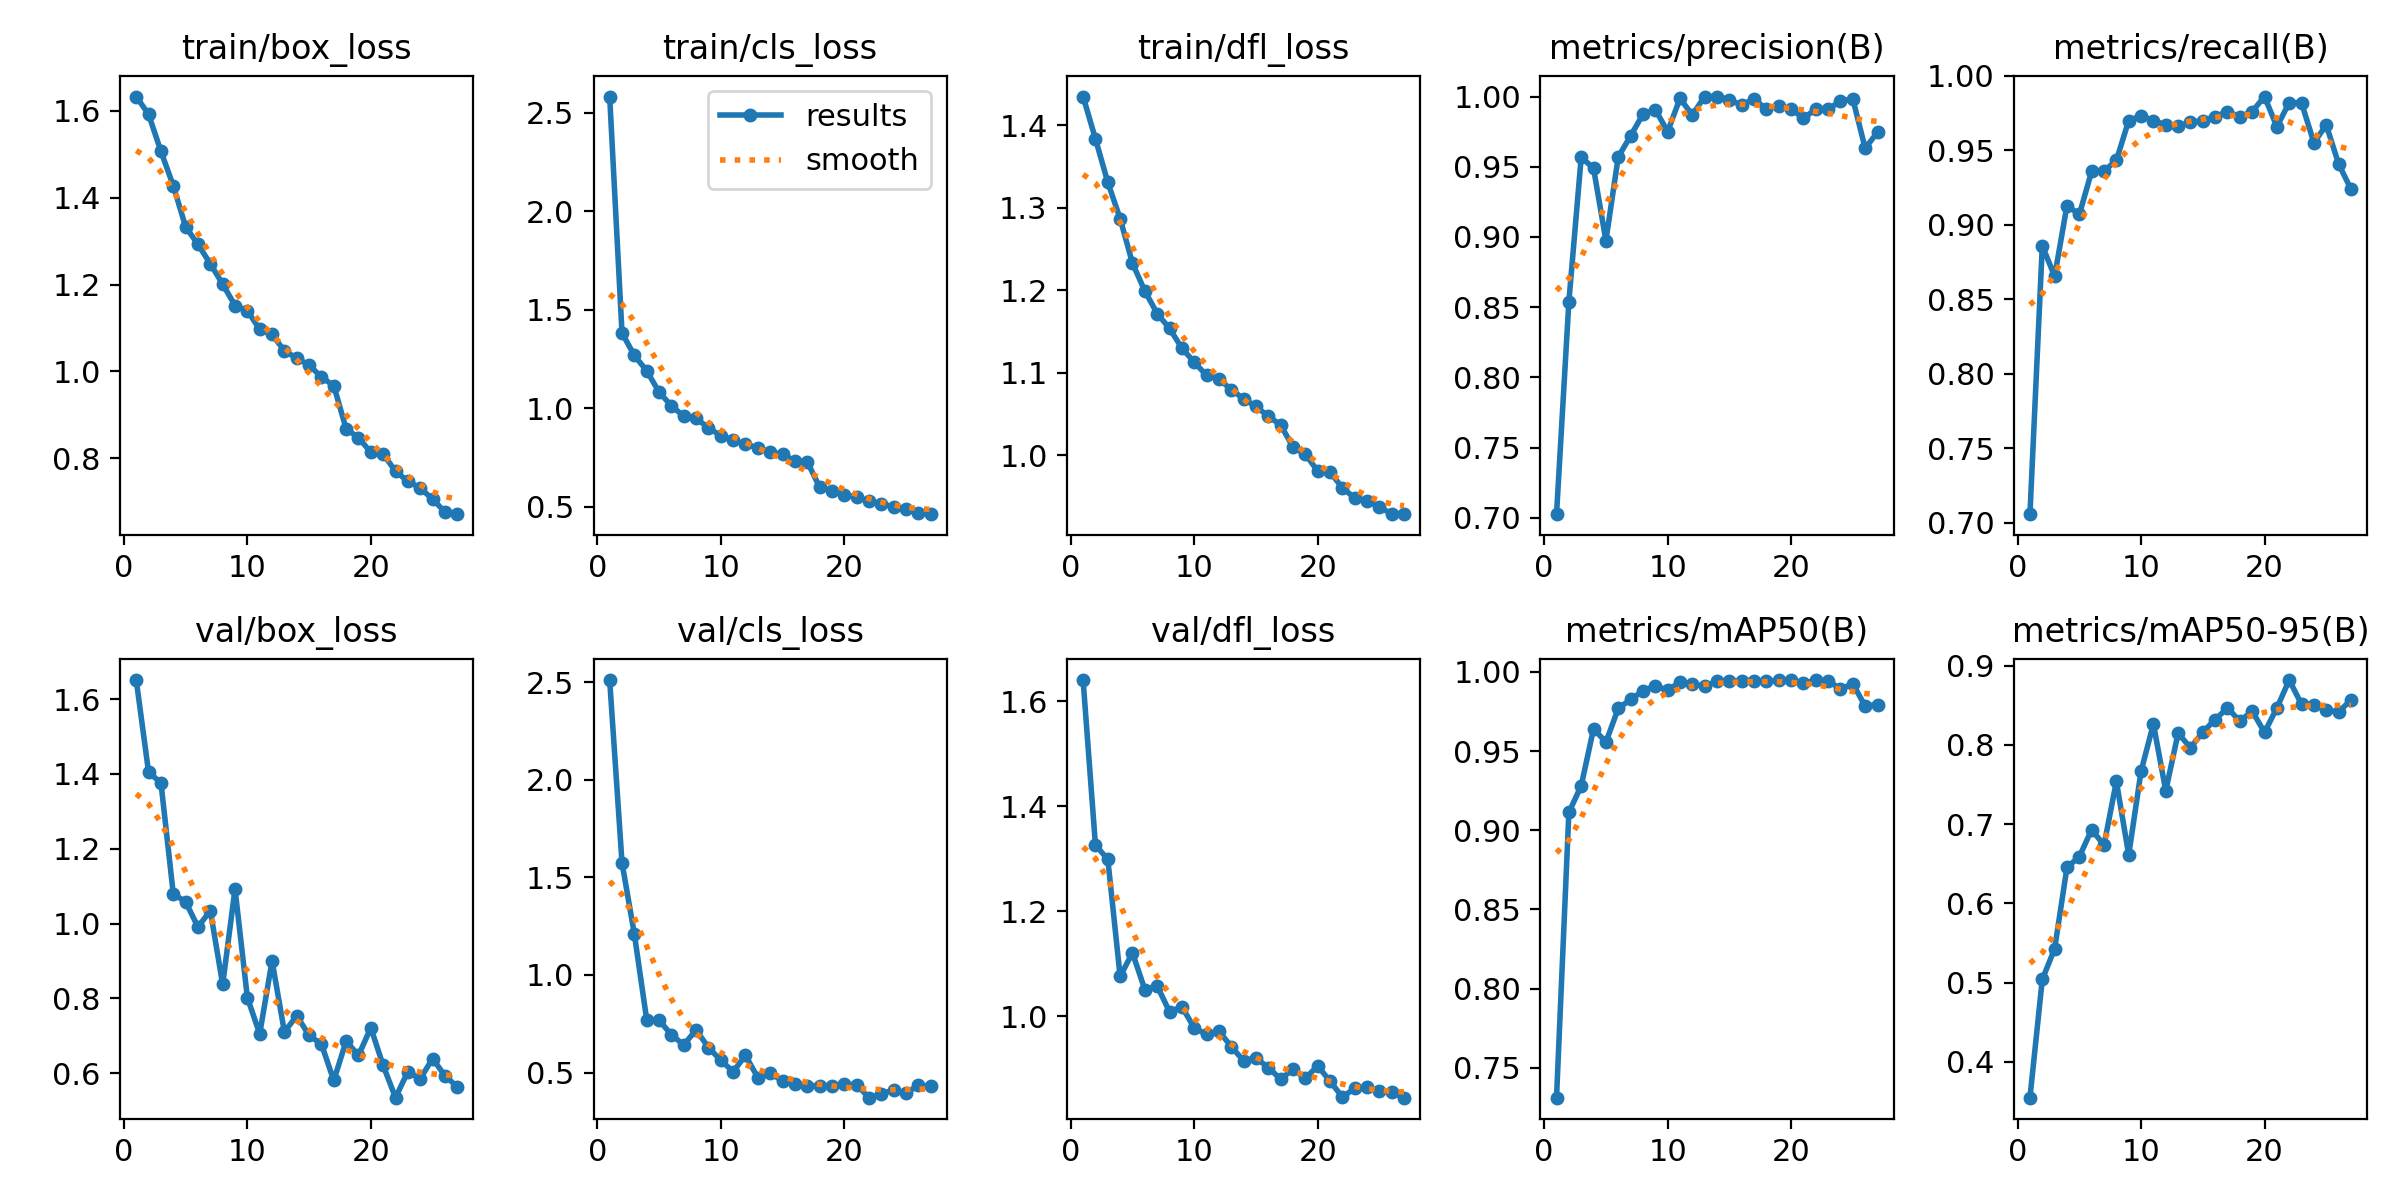 train/box_loss
1.6
1.4
1.2
1.0
0.8
0 10 20
train/cls_loss
results
smooth
2.5
2.0
1.5
1.0
0.5
0 10 20
train/dfl_loss
1.4
1.3
1.2
1.1
1.0
0 10 20
metrics/precision(B)
1.00
0.95
0.90
0.85
0.80
0.75
0.70
0 10 20
metrics/recall(B)
1.00
0.95
0.90
0.85
0.80
0.75
0.70
0 10 20
val/box_loss
1.6
1.4
1.2
1.0
0.8
0.6
0 10 20
val/cls_loss
2.5
2.0
1.5
1.0
0.5
0 10 20
val/dfl_loss
1.6
1.4
1.2
1.0
0 10 20
metrics/mAP50(B)
1.00
0.95
0.90
0.85
0.80
0.75
0 10 20
metrics/mAP50-95(B)
0.9
0.8
0.7
0.6
0.5
0.4
0 10 20